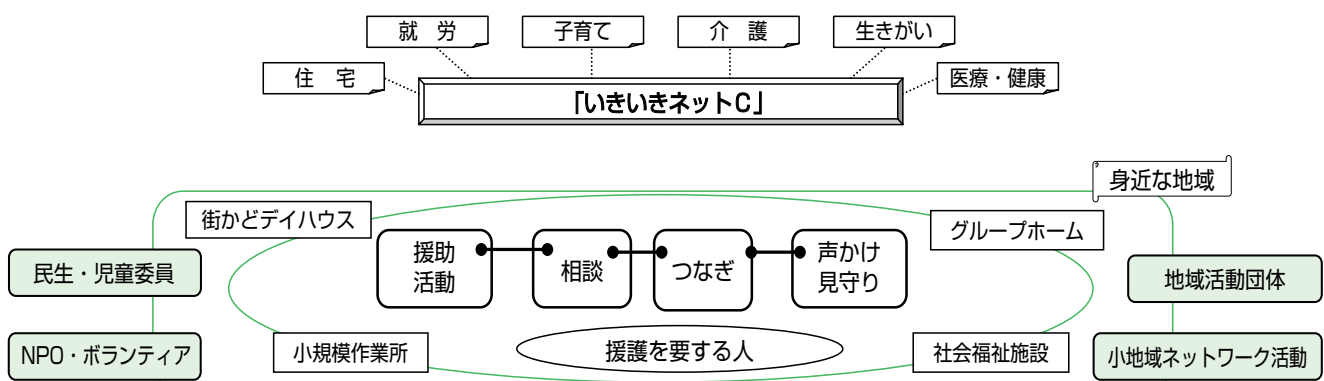 就 労
子育て
介 護
生きがい
住 宅
医療・健康
「いきいきネットC」
身近な地域
街かどデイハウス
グループホーム
援助
活動
相談
つなぎ
声かけ
見守り
民生・児童委員
地域活動団体
NPO・ボランティア
小規模作業所
援護を要する人
社会福祉施設
小地域ネットワーク活動